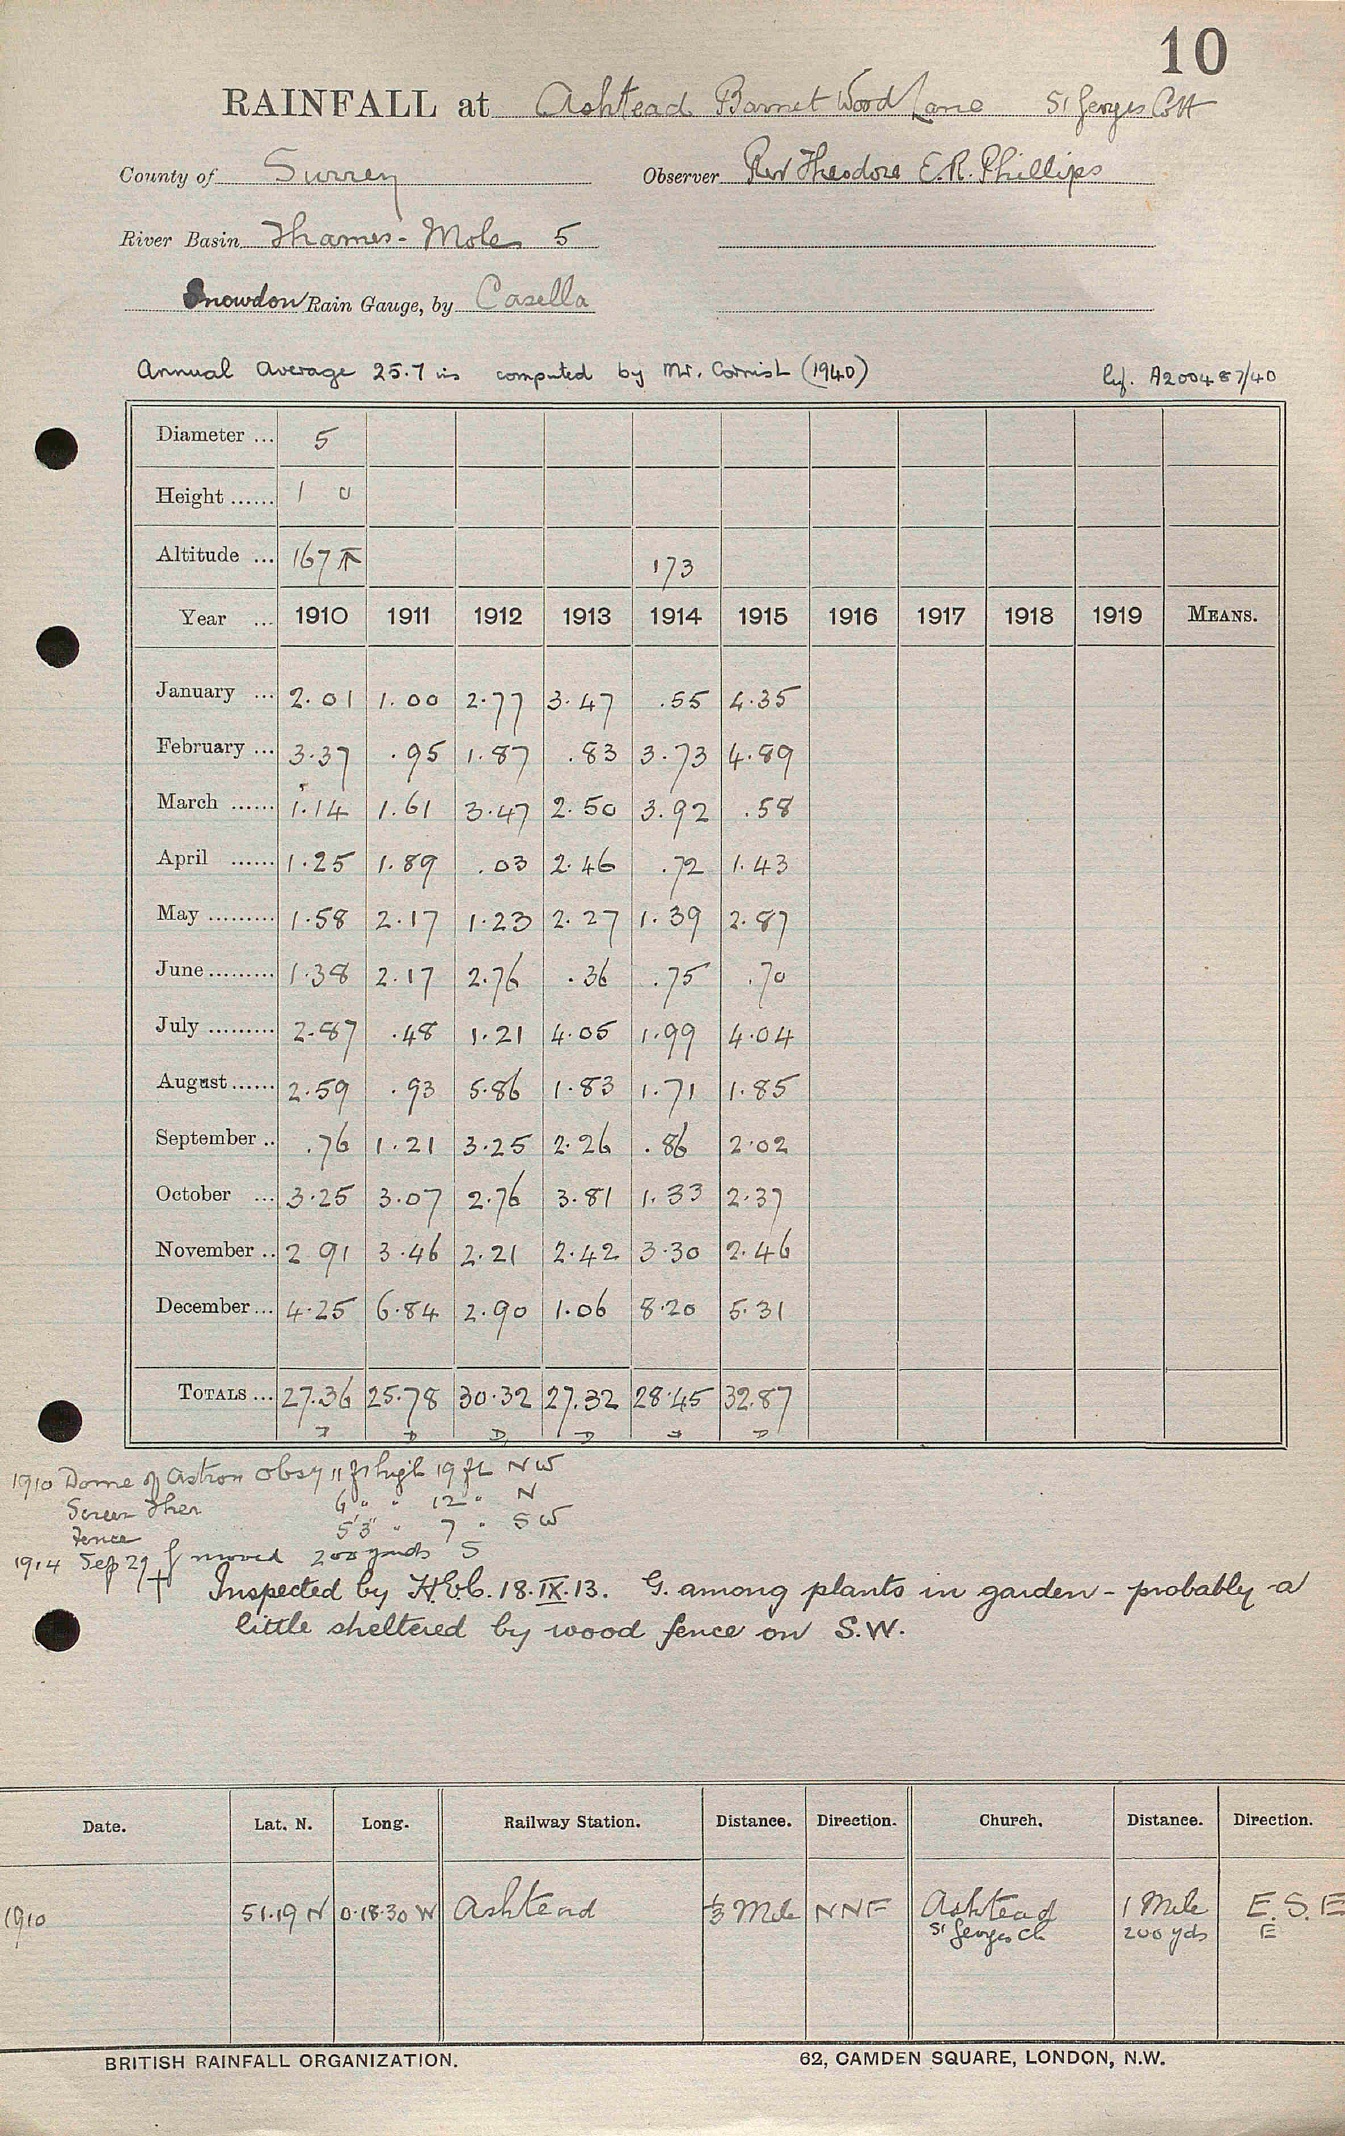 10
RAINFALL at Ashtead Barnet Wood Lane St Georges Cott
County of Surrey Observer Rev Theodore E.R. Phillips
River Basin Thames - Mole 5
Snowdon Rain Gauge, by Casella
Annual Average 25.7 ins computed by Mr. Cornish (1940) Ref. A200487/40
Diameter ... 5
Height ...... 1 0
Altitude ... 167 173
Year ... 1910 1911 1912 1913 1914 1915 1916 1917 1918 1919 MEANS.
January ... 2.01 1.00 2.77 3.47 .55 4.35
February ... 3.37 .95 1.87 .83 3.73 4.89
March ...... 1.14 1.61 3.47 2.50 3.92 .58
April ...... 1.25 1.89 .03 2.46 .72 1.43
May ......... 1.58 2.17 1.23 2.27 1.39 2.87
June ......... 1.38 2.17 2.76 .36 .75 .70
July ......... 2.87 .48 1.21 4.05 1.99 4.04
August ...... 2.59 .93 5.86 1.83 1.71 1.85
September .. .76 1.21 3.25 2.26 .86 2.02
October ... 3.25 3.07 2.76 3.81 1.33 2.37
November .. 2 91 3.46 2.21 2.42 3.30 2.46
December ... 4.25 6.84 2.90 1.06 8.20 5.31
TOTALS ... 27.36 25.78 30.32 27.32 28.45 32.87
1910 Dome of Astron Obsy 11 ft high 19 ft NW
Screen Ther 6 " " 12 " N
Fence 5'3" " 7 " SW
1914 Sep 29 moved 200 yards S
† Inspected by 18.IX.13. G. among plants in garden - probably a
little sheltered by wood fence on S.W.
Date. Lat. N. Long. Railway Station. Distance. Direction. Church. Distance. Direction.
1910 51.19 N 0.18.30 W Ashtead 1/3 Mile NNE Ashtead 1 Mile E.S.E
St Georges Ch 200 yds E
BRITISH RAINFALL ORGANIZATION. 62, CAMDEN SQUARE, LONDON, N.W.